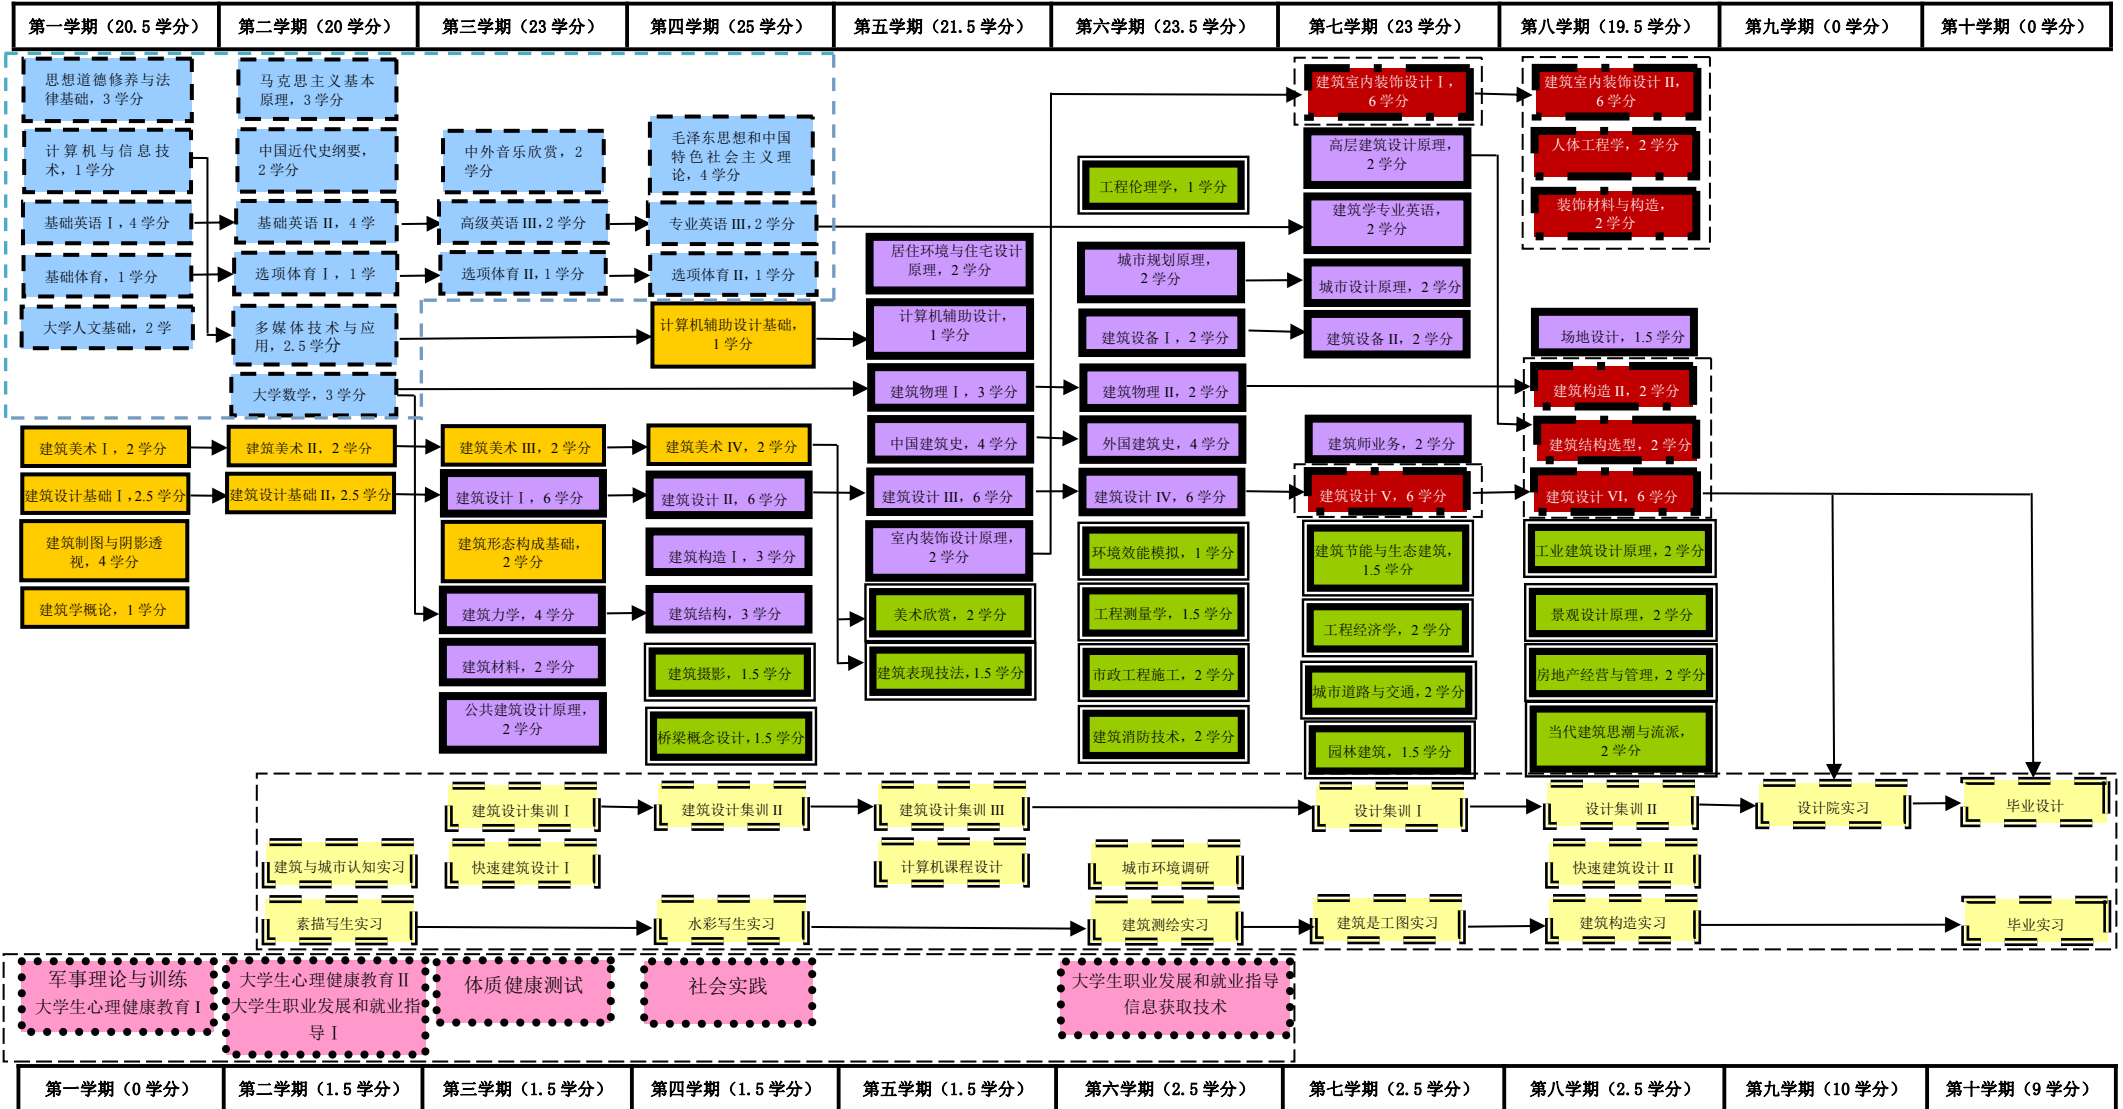 第一学期（20.5 学分）
第二学期（20 学分）
第三学期（23 学分）
第四学期（25 学分）
第五学期（21.5 学分）
第六学期（23.5 学分）
第七学期（23 学分）
第八学期（19.5 学分）
第九学期（0 学分）
第十学期（0 学分）
思想道德修养与法
律基础，3 学分
计算机与信息技
术，1 学分
基础英语 I，4 学分
基础体育，1 学分
大学人文基础，2 学
建筑美术 I，2 学分
建筑设计基础 I，2.5 学分
建筑制图与阴影透
视，4 学分
建筑学概论，1 学分
马克思主义基本
原理，3 学分
中国近代史纲要，
2 学分
基础英语 II，4 学
选项体育 I，1 学
多媒体技术与应
用，2.5 学分
大学数学，3 学分
建筑美术 II，2 学分
建筑设计基础 II，2.5 学分
中外音乐欣赏，2
学分
高级英语 III，2 学分
选项体育 II，1 学分
建筑美术 III，2 学分
建筑设计 I，6 学分
建筑形态构成基础，
2 学分
建筑力学，4 学分
建筑材料，2 学分
公共建筑设计原理，
2 学分
毛泽东思想和中国
特色社会主义理
论，4 学分
专业英语 III，2 学分
选项体育 II，1 学分
计算机辅助设计基础，
1 学分
建筑美术 IV，2 学分
建筑设计 II，6 学分
建筑构造 I，3 学分
建筑结构，3 学分
建筑摄影，1.5 学分
桥梁概念设计，1.5 学分
居住环境与住宅设计
原理，2 学分
计算机辅助设计，
1 学分
建筑物理 I，3 学分
中国建筑史，4 学分
建筑设计 III，6 学分
室内装饰设计原理，
2 学分
美术欣赏，2 学分
建筑表现技法，1.5 学分
工程伦理学，1 学分
城市规划原理，
2 学分
建筑设备 I，2 学分
建筑物理 II，2 学分
外国建筑史，4 学分
建筑设计 IV，6 学分
环境效能模拟，1 学分
工程测量学，1.5 学分
市政工程施工，2 学分
建筑消防技术，2 学分
建筑室内装饰设计 I，
6 学分
高层建筑设计原理，
2 学分
建筑学专业英语，
2 学分
城市设计原理，2 学分
建筑设备 II，2 学分
建筑师业务，2 学分
建筑设计 V，6 学分
建筑节能与生态建筑，
1.5 学分
工程经济学，2 学分
城市道路与交通，2 学分
园林建筑，1.5 学分
建筑室内装饰设计 II，
6 学分
人体工程学，2 学分
装饰材料与构造，
2 学分
场地设计，1.5 学分
建筑构造 II，2 学分
建筑结构选型，2 学分
建筑设计 VI，6 学分
工业建筑设计原理，2 学分
景观设计原理，2 学分
房地产经营与管理，2 学分
当代建筑思潮与流派，
2 学分
建筑设计集训 I
建筑设计集训 II
建筑设计集训 III
设计集训 I
设计集训 II
设计院实习
毕业设计
建筑与城市认知实习
快速建筑设计 I
计算机课程设计
城市环境调研
快速建筑设计 II
素描写生实习
水彩写生实习
建筑测绘实习
建筑是工图实习
建筑构造实习
毕业实习
军事理论与训练
大学生心理健康教育 I
大学生心理健康教育 II
大学生职业发展和就业指
导 I
体质健康测试
社会实践
大学生职业发展和就业指导
信息获取技术
第一学期（0 学分）
第二学期（1.5 学分）
第三学期（1.5 学分）
第四学期（1.5 学分）
第五学期（1.5 学分）
第六学期（2.5 学分）
第七学期（2.5 学分）
第八学期（2.5 学分）
第九学期（10 学分）
第十学期（9 学分）